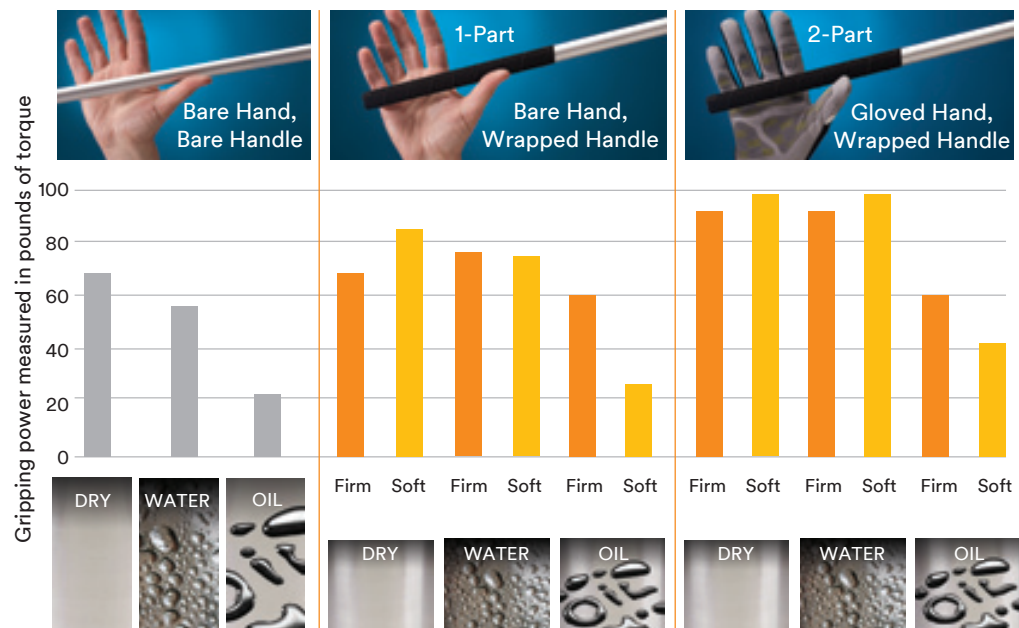 Bare Hand,
Bare Handle
1-Part
Bare Hand,
Wrapped Handle
2-Part
Gloved Hand,
Wrapped Handle
Gripping power measured in pounds of torque
100
80
60
40
20
0
Firm Soft Firm Soft Firm Soft
Firm Soft Firm Soft Firm Soft
DRY WATER OIL
DRY WATER OIL
DRY WATER OIL